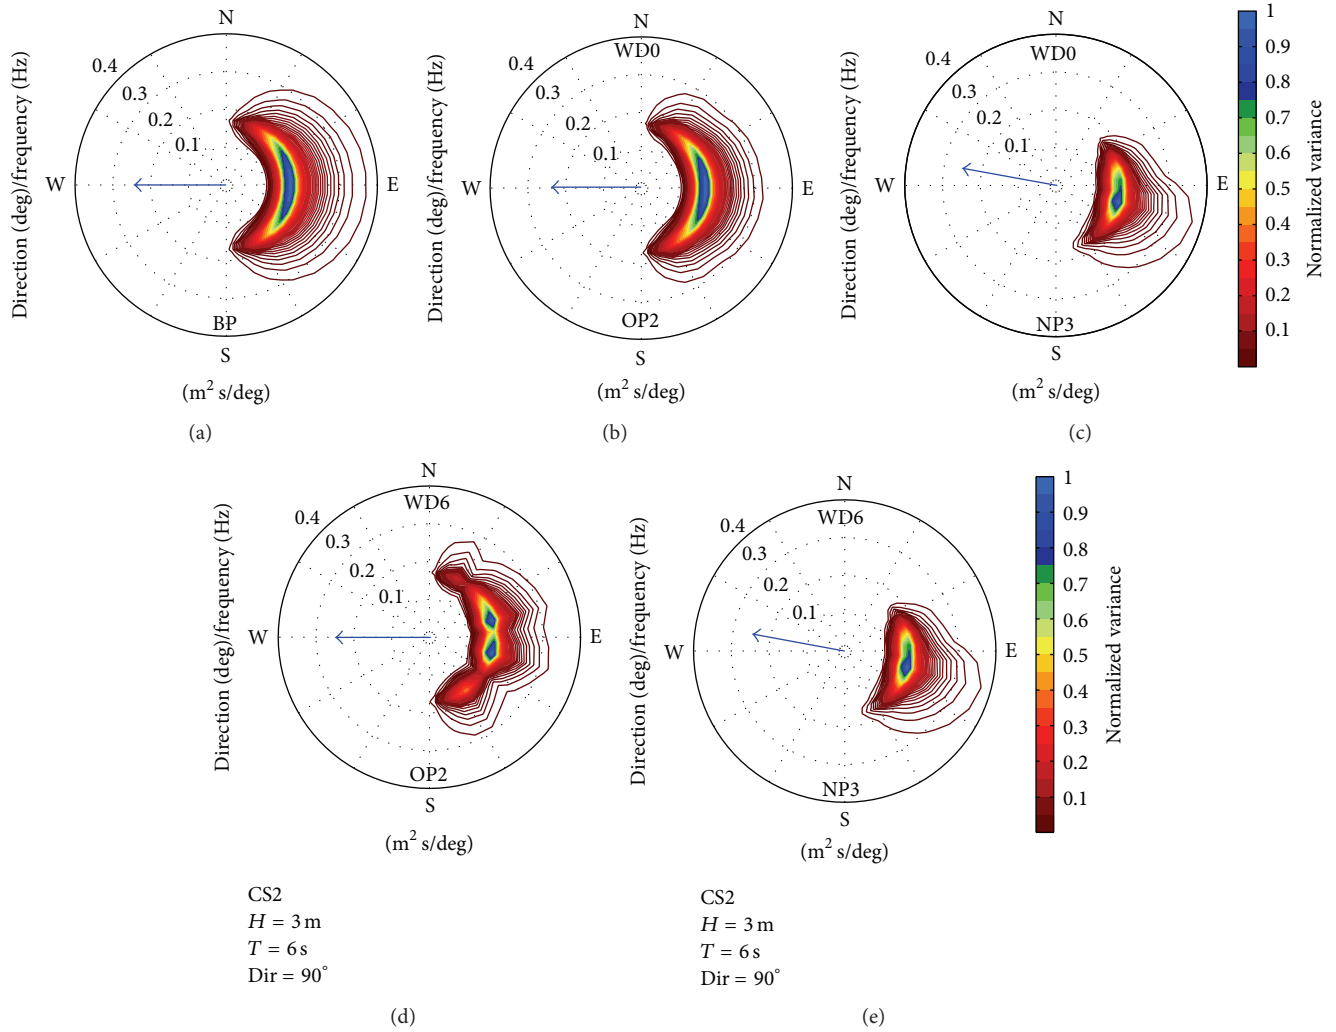 N
0.4
0.3
0.2
0.1
W
E
BP
S
Direction (deg)/frequency (Hz)
(m² s/deg)
(a)
N
WD0
0.4
0.3
0.2
0.1
W
E
OP2
S
Direction (deg)/frequency (Hz)
(m² s/deg)
(b)
N
WD0
0.4
0.3
0.2
0.1
W
E
NP3
S
Direction (deg)/frequency (Hz)
(m² s/deg)
(c)
1
0.9
0.8
0.7
0.6
0.5
0.4
0.3
0.2
0.1
Normalized variance
N
WD6
0.4
0.3
0.2
0.1
W
E
OP2
S
Direction (deg)/frequency (Hz)
(m² s/deg)
CS2
H = 3 m
T = 6 s
Dir = 90°
(d)
N
WD6
0.4
0.3
0.2
0.1
W
E
NP3
S
Direction (deg)/frequency (Hz)
(m² s/deg)
1
0.9
0.8
0.7
0.6
0.5
0.4
0.3
0.2
0.1
Normalized variance
CS2
H = 3 m
T = 6 s
Dir = 90°
(e)